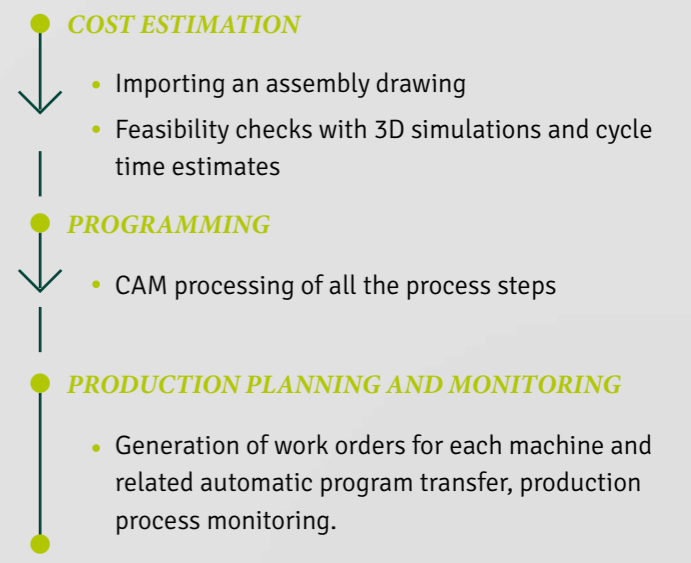 COST ESTIMATION
• Importing an assembly drawing
• Feasibility checks with 3D simulations and cycle
time estimates
PROGRAMMING
• CAM processing of all the process steps
PRODUCTION PLANNING AND MONITORING
• Generation of work orders for each machine and
related automatic program transfer, production
process monitoring.